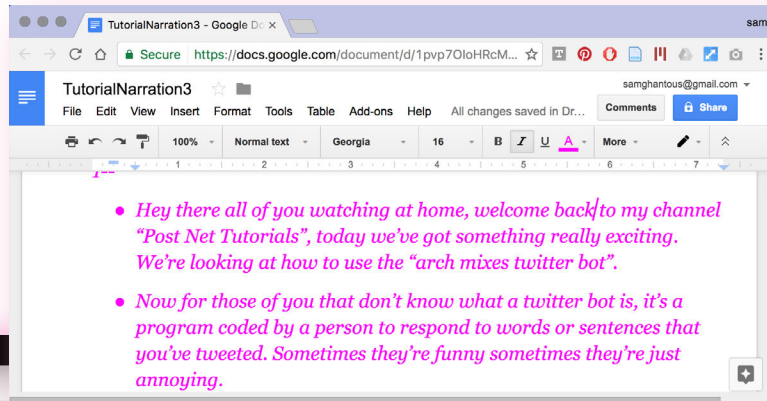 TutorialNarration3 - Google Do
sam
Secure https://docs.google.com/document/d/1pvp7OIoHRcM...
TutorialNarration3
samghantous@gmail.com
File Edit View Insert Format Tools Table Add-ons Help All changes saved in Dr... Comments Share
100% Normal text Georgia 16 B I U A More
1 2 3 4 5 6 7
• Hey there all of you watching at home, welcome back to my channel
“Post Net Tutorials”, today we’ve got something really exciting.
We’re looking at how to use the “arch mixes twitter bot”.
• Now for those of you that don’t know what a twitter bot is, it’s a
program coded by a person to respond to words or sentences that
you’ve tweeted. Sometimes they’re funny sometimes they’re just
annoying.